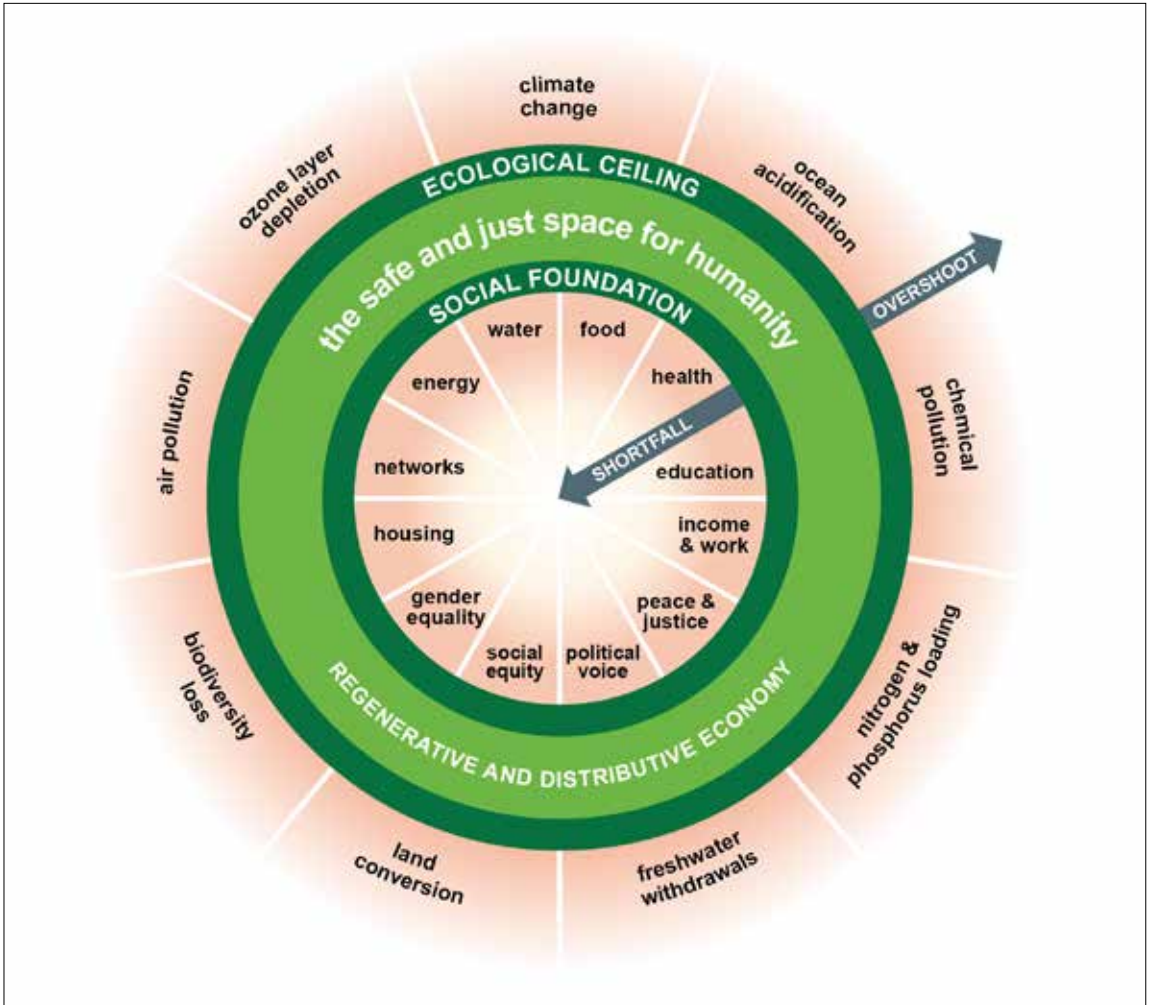 climate
change
ocean
acidification
chemical
pollution
nitrogen &
phosphorus loading
freshwater
withdrawals
land
conversion
biodiversity
loss
air pollution
ozone layer
depletion
ECOLOGICAL CEILING
the safe and just space for humanity
SOCIAL FOUNDATION
OVERSHOOT
SHORTFALL
water
food
health
education
income
& work
peace &
justice
political
voice
social
equity
gender
equality
housing
networks
energy
REGENERATIVE AND DISTRIBUTIVE ECONOMY